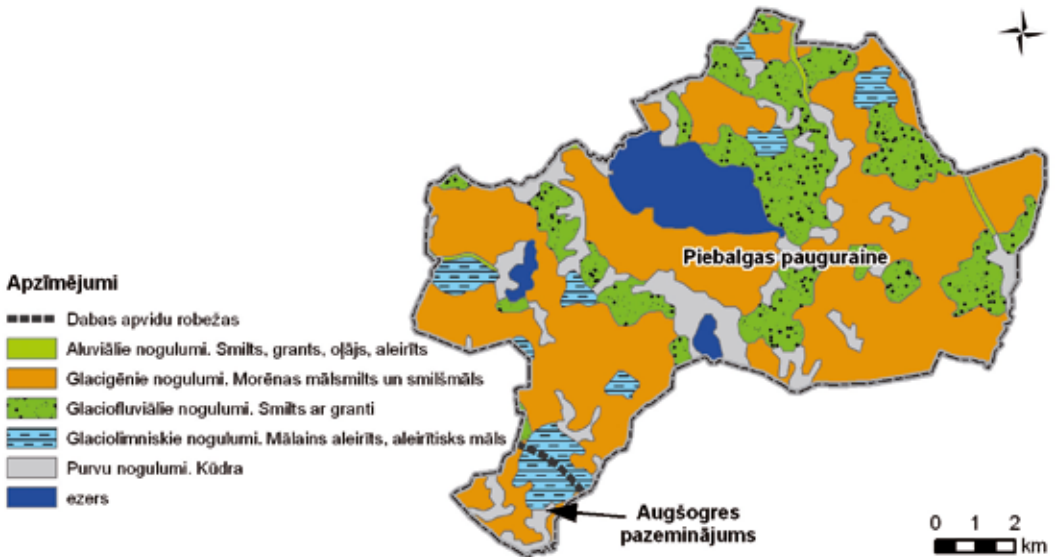 Piebalgas pauguraine
Apzīmējumi
Dabas apvidu robežas
Aluviālie nogulumi. Smilts, grants, oļājs, aleirīts
Glacigēnie nogulumi. Morēnas mālsmilts un smilšmāls
Glaciofluviālie nogulumi. Smilts ar granti
Glaciolimniskie nogulumi. Mālains aleirīts, aleirītisks māls
Purvu nogulumi. Kūdra
ezers
Augšogres
pazeminājums
0 1 2
km